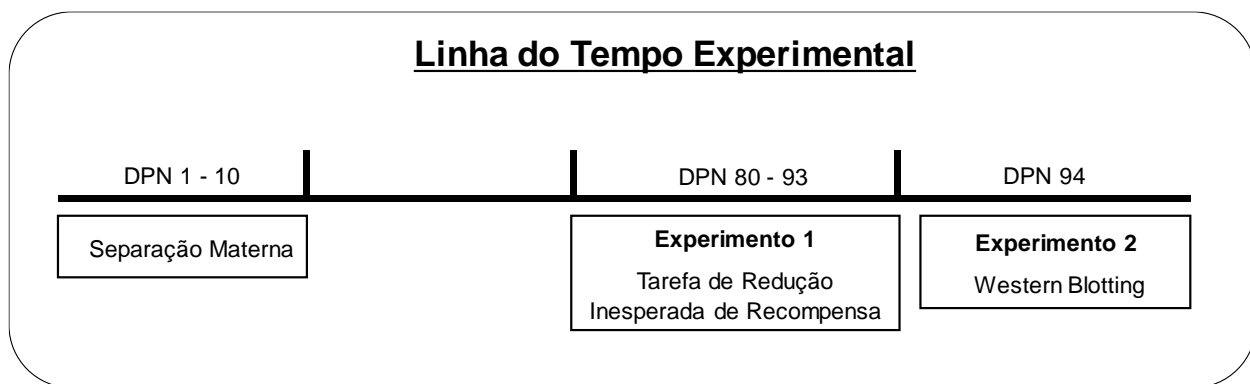 Linha do Tempo Experimental
DPN 1 - 10
DPN 80 - 93
DPN 94
Separação Materna
Experimento 1
Tarefa de Redução
Inesperada de Recompensa
Experimento 2
Western Blotting